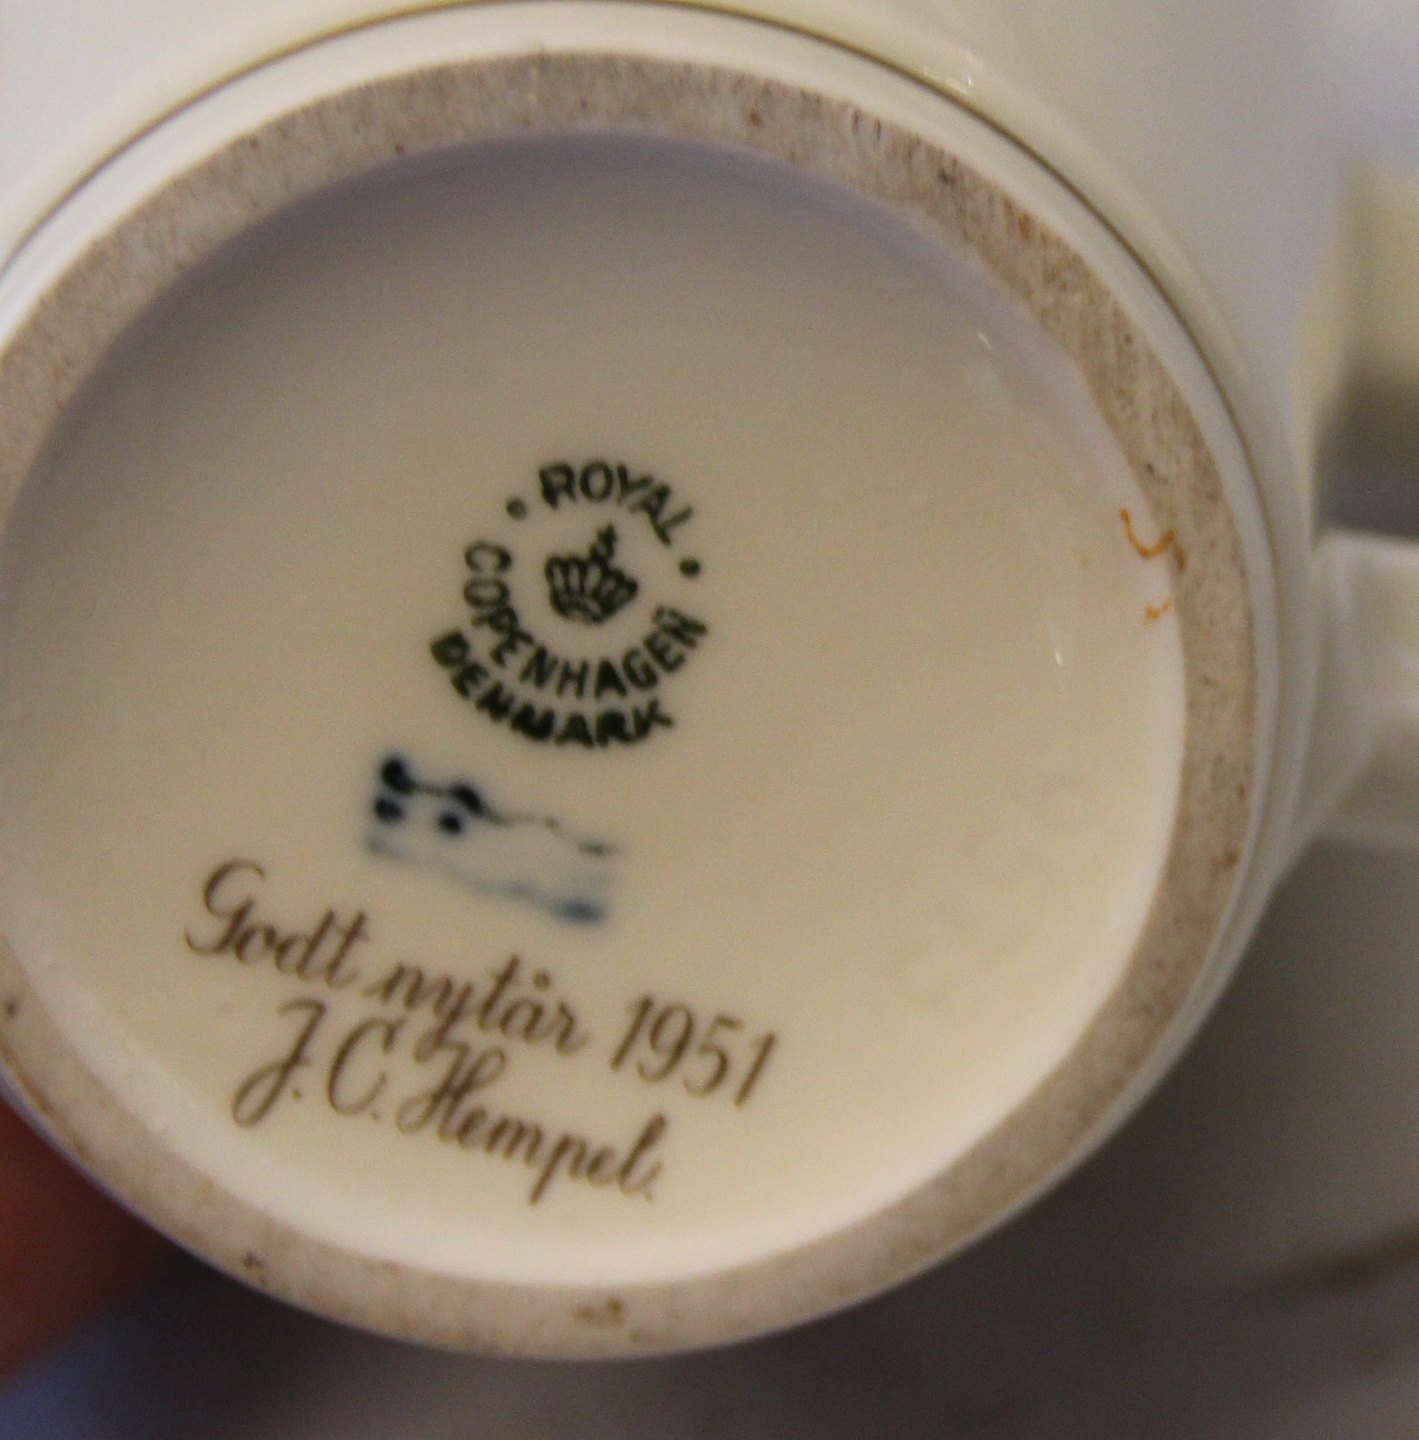 ROYAL
COPENHAGEN
DENMARK
Godt nytår 1951
J. C. Hempel.